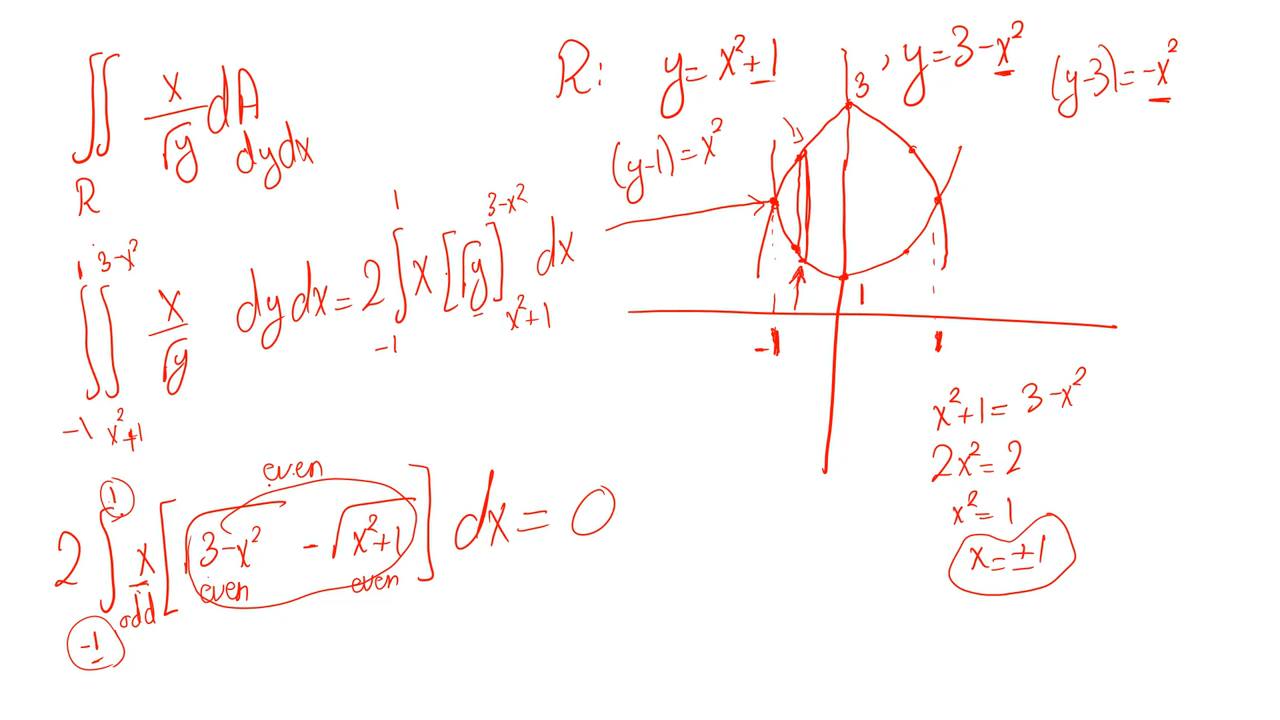 ∬_R x/√y dA
dydx
R: y = x²+1 , y = 3-x² (y-3) = -x²
(y-1) = x²
3
1
-1 1
∫_{-1}^{1} ∫_{x²+1}^{3-x²} x/√y dydx = 2 ∫_{-1}^{1} x [√y]_{x²+1}^{3-x²} dx
x²+1 = 3-x²
2x² = 2
x² = 1
x = ±1
even
2 ∫_{-1}^{1} x [√3-x² - √x²+1] dx = 0
odd even even